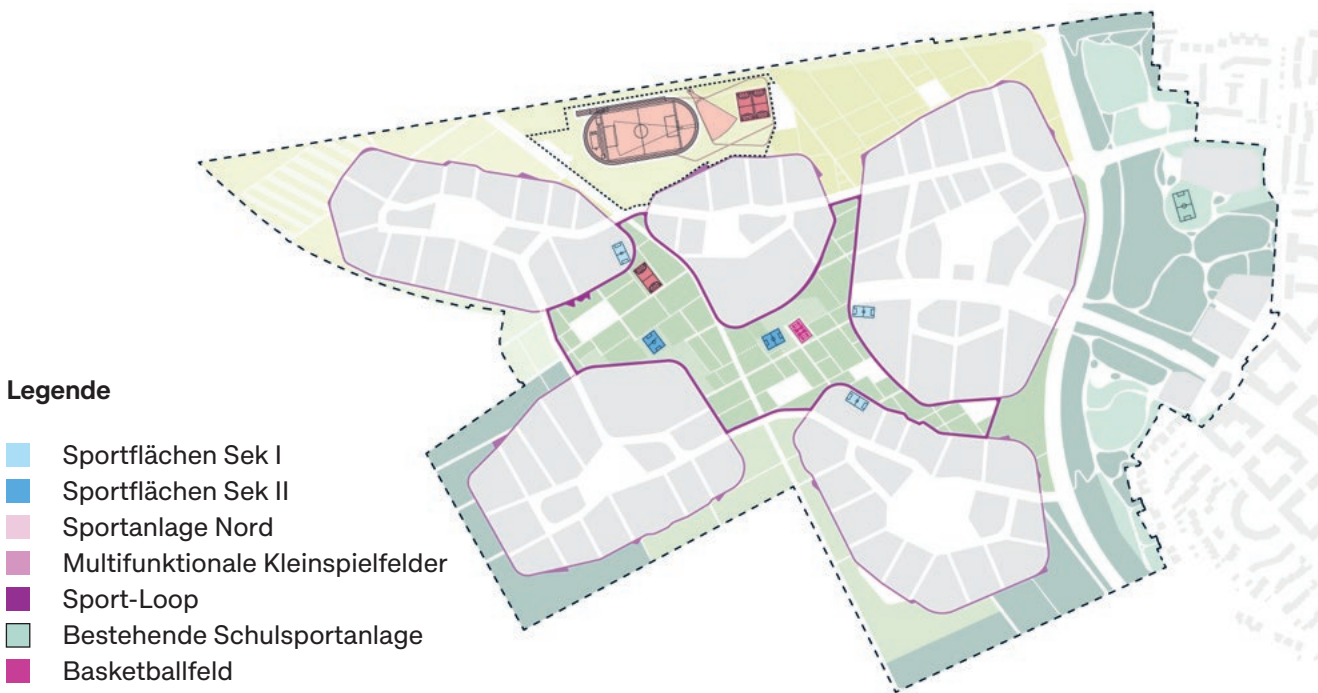 Legende
Sportflächen Sek I
Sportflächen Sek II
Sportanlage Nord
Multifunktionale Kleinspielfelder
Sport-Loop
Bestehende Schulsportanlage
Basketballfeld